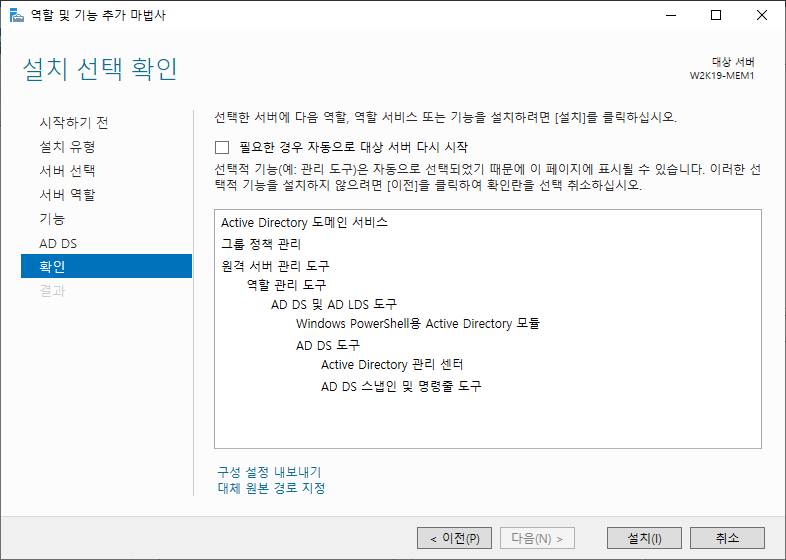 역할 및 기능 추가 마법사
설치 선택 확인
대상 서버
W2K19-MEM1
시작하기 전
설치 유형
서버 선택
서버 역할
기능
AD DS
확인
결과
선택한 서버에 다음 역할, 역할 서비스 또는 기능을 설치하려면 [설치]를 클릭하십시오.
필요한 경우 자동으로 대상 서버 다시 시작
선택적 기능(예: 관리 도구)은 자동으로 선택되었기 때문에 이 페이지에 표시될 수 있습니다. 이러한 선
택적 기능을 설치하지 않으려면 [이전]을 클릭하여 확인란을 선택 취소하십시오.
Active Directory 도메인 서비스
그룹 정책 관리
원격 서버 관리 도구
역할 관리 도구
AD DS 및 AD LDS 도구
Windows PowerShell용 Active Directory 모듈
AD DS 도구
Active Directory 관리 센터
AD DS 스냅인 및 명령줄 도구
구성 설정 내보내기
대체 원본 경로 지정
< 이전(P)
다음(N) >
설치(I)
취소